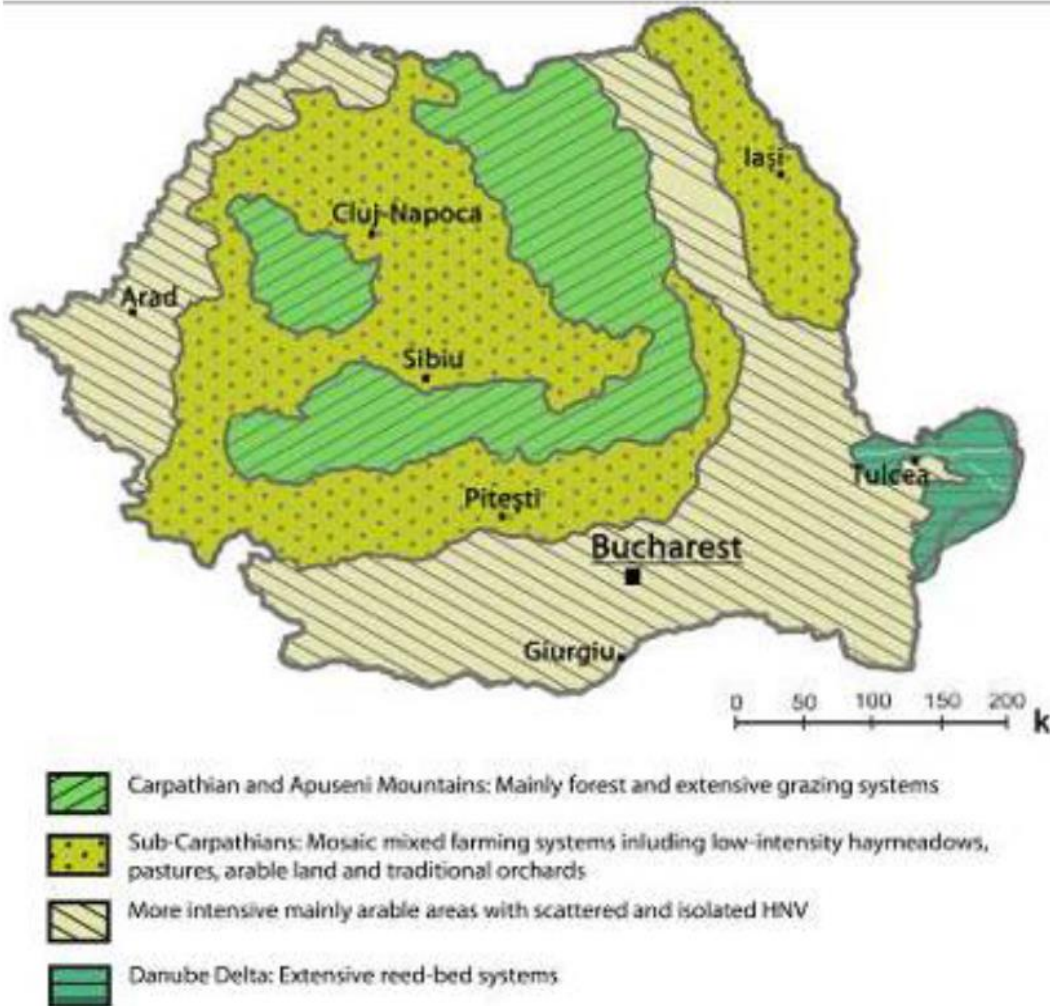 Iași
Cluj-Napoca
Arad
Sibiu
Tulcea
Pitești
Bucharest
Giurgiu
0 50 100 150 200 k
Carpathian and Apuseni Mountains: Mainly forest and extensive grazing systems
Sub-Carpathians: Mosaic mixed farming systems inluding low-intensity haymeadows,
pastures, arable land and traditional orchards
More intensive mainly arable areas with scattered and isolated HNV
Danube Delta: Extensive reed-bed systems